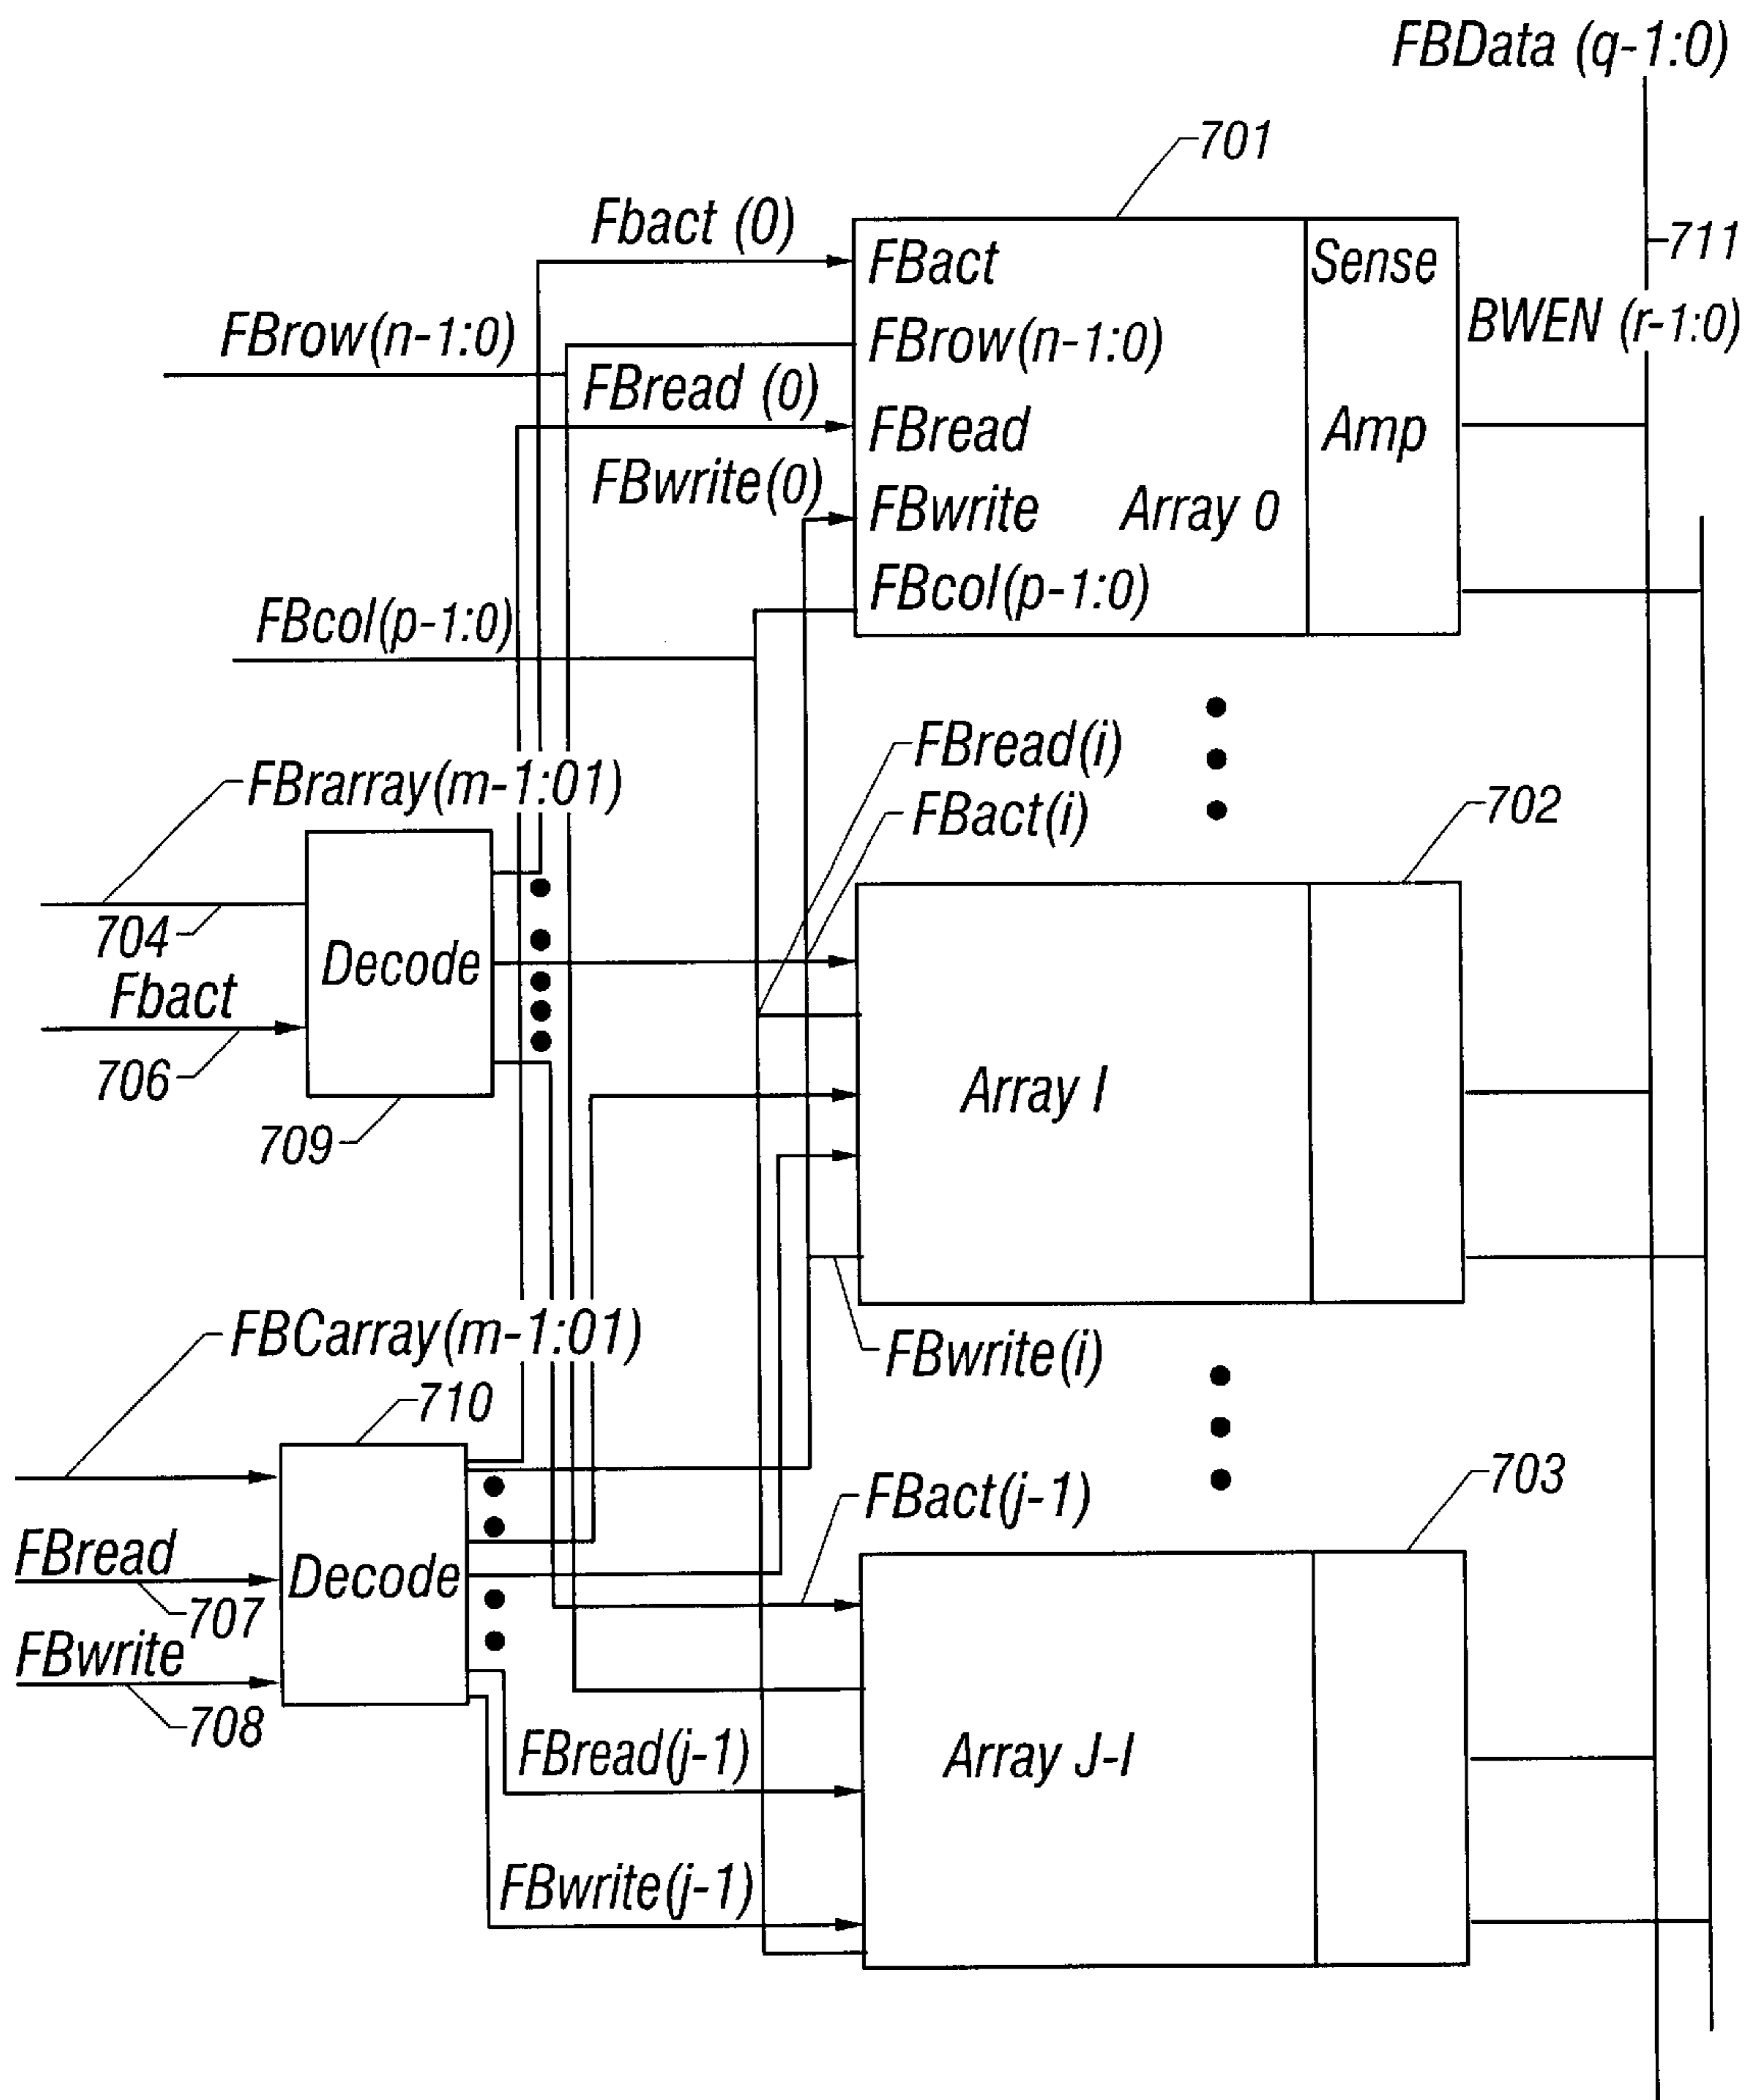 FBData (q-1:0)
701
Fbact (0)
FBact
Sense
711
FBrow(n-1:0)
FBrow(n-1:0)
BWEN (r-1:0)
FBread (0)
FBread
Amp
FBwrite(0)
FBwrite
Array 0
FBcol(p-1:0)
FBcol(p-1:0)
FBread(i)
FBrarray(m-1:01)
FBact(i)
702
704
Decode
Fbact
706
Array I
709
FBCarray(m-1:01)
FBwrite(i)
710
703
FBact(j-1)
FBread
Decode
707
FBwrite
708
FBread(j-1)
Array J-I
FBwrite(j-1)